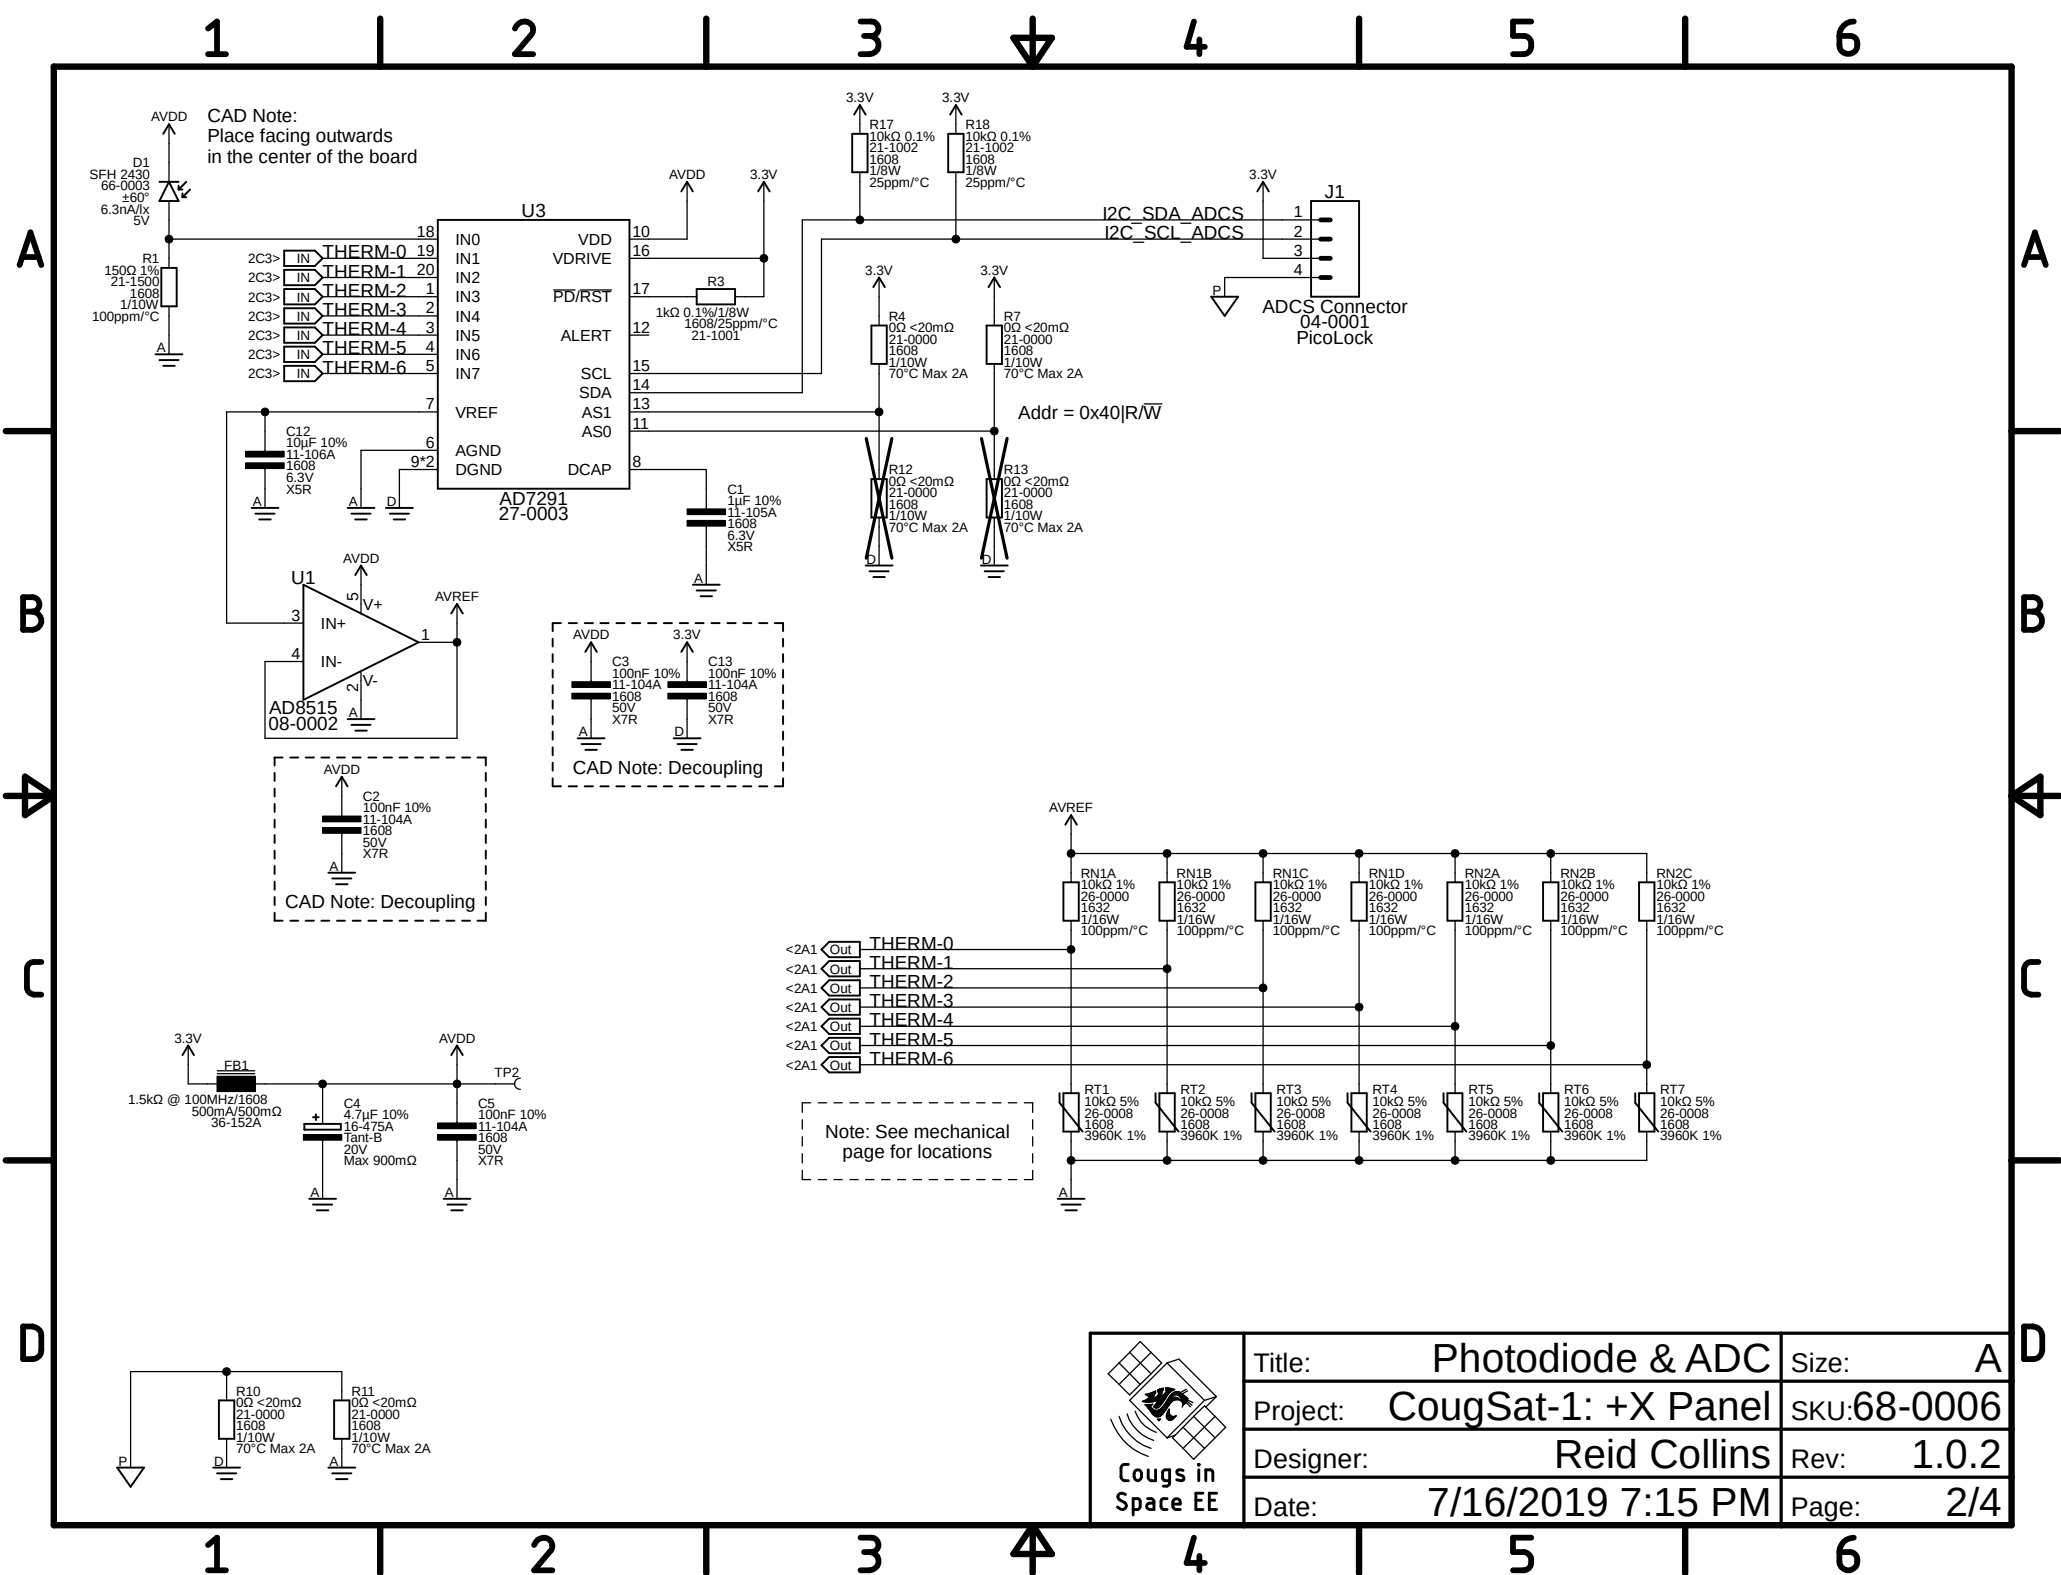 1 2 3 4 5 6
A
B
C
D
AVDD
CAD Note:
Place facing outwards
in the center of the board
D1
SFH 2430
66-0003
±60°
6.3nA/lx
5V
R1
150Ω 1%
21-1500
1608
1/10W
100ppm/°C
A
2C3> IN THERM-0
2C3> IN THERM-1
2C3> IN THERM-2
2C3> IN THERM-3
2C3> IN THERM-4
2C3> IN THERM-5
2C3> IN THERM-6
U3
18 IN0
19 IN1
20 IN2
1 IN3
2 IN4
3 IN5
4 IN6
5 IN7
7 VREF
6 AGND
9*2 DGND
VDD 10
VDRIVE 16
PD/RST 17
ALERT 12
SCL 15
SDA 14
AS1 13
AS0 11
DCAP 8
AD7291
27-0003
AVDD
3.3V
R3
1kΩ 0.1%/1/8W
1608/25ppm/°C
21-1001
3.3V
R17
10kΩ 0.1%
21-1002
1608
1/8W
25ppm/°C
3.3V
R18
10kΩ 0.1%
21-1002
1608
1/8W
25ppm/°C
I2C_SDA_ADCS
I2C_SCL_ADCS
3.3V
P
J1
1
2
3
4
ADCS Connector
04-0001
PicoLock
3.3V
R4
0Ω <20mΩ
21-0000
1608
1/10W
70°C Max 2A
3.3V
R7
0Ω <20mΩ
21-0000
1608
1/10W
70°C Max 2A
Addr = 0x40|R/W
R12
0Ω <20mΩ
21-0000
1608
1/10W
70°C Max 2A
D
R13
0Ω <20mΩ
21-0000
1608
1/10W
70°C Max 2A
D
C12
10µF 10%
11-106A
1608
6.3V
X5R
A
A
D
C1
1µF 10%
11-105A
1608
6.3V
X5R
A
U1
AVDD
5 V+
3 IN+
4 IN-
2 V-
1
AVREF
A
AD8515
08-0002
AVDD
C3
100nF 10%
11-104A
1608
50V
X7R
A
3.3V
C13
100nF 10%
11-104A
1608
50V
X7R
D
CAD Note: Decoupling
AVDD
C2
100nF 10%
11-104A
1608
50V
X7R
A
CAD Note: Decoupling
AVREF
RN1A
10kΩ 1%
26-0000
1632
1/16W
100ppm/°C
RN1B
10kΩ 1%
26-0000
1632
1/16W
100ppm/°C
RN1C
10kΩ 1%
26-0000
1632
1/16W
100ppm/°C
RN1D
10kΩ 1%
26-0000
1632
1/16W
100ppm/°C
RN2A
10kΩ 1%
26-0000
1632
1/16W
100ppm/°C
RN2B
10kΩ 1%
26-0000
1632
1/16W
100ppm/°C
RN2C
10kΩ 1%
26-0000
1632
1/16W
100ppm/°C
<2A1 Out THERM-0
<2A1 Out THERM-1
<2A1 Out THERM-2
<2A1 Out THERM-3
<2A1 Out THERM-4
<2A1 Out THERM-5
<2A1 Out THERM-6
RT1
10kΩ 5%
26-0008
1608
3960K 1%
RT2
10kΩ 5%
26-0008
1608
3960K 1%
RT3
10kΩ 5%
26-0008
1608
3960K 1%
RT4
10kΩ 5%
26-0008
1608
3960K 1%
RT5
10kΩ 5%
26-0008
1608
3960K 1%
RT6
10kΩ 5%
26-0008
1608
3960K 1%
RT7
10kΩ 5%
26-0008
1608
3960K 1%
A
Note: See mechanical
page for locations
3.3V
FB1
1.5kΩ @ 100MHz/1608
500mA/500mΩ
36-152A
+
C4
4.7µF 10%
16-475A
Tant-B
20V
Max 900mΩ
A
AVDD
TP2
C5
100nF 10%
11-104A
1608
50V
X7R
A
P
R10
0Ω <20mΩ
21-0000
1608
1/10W
70°C Max 2A
D
R11
0Ω <20mΩ
21-0000
1608
1/10W
70°C Max 2A
A
Cougs in
Space EE
Title: Photodiode & ADC Size: A
Project: CougSat-1: +X Panel SKU:68-0006
Designer: Reid Collins Rev: 1.0.2
Date: 7/16/2019 7:15 PM Page: 2/4
A
B
C
D
1 2 3 4 5 6